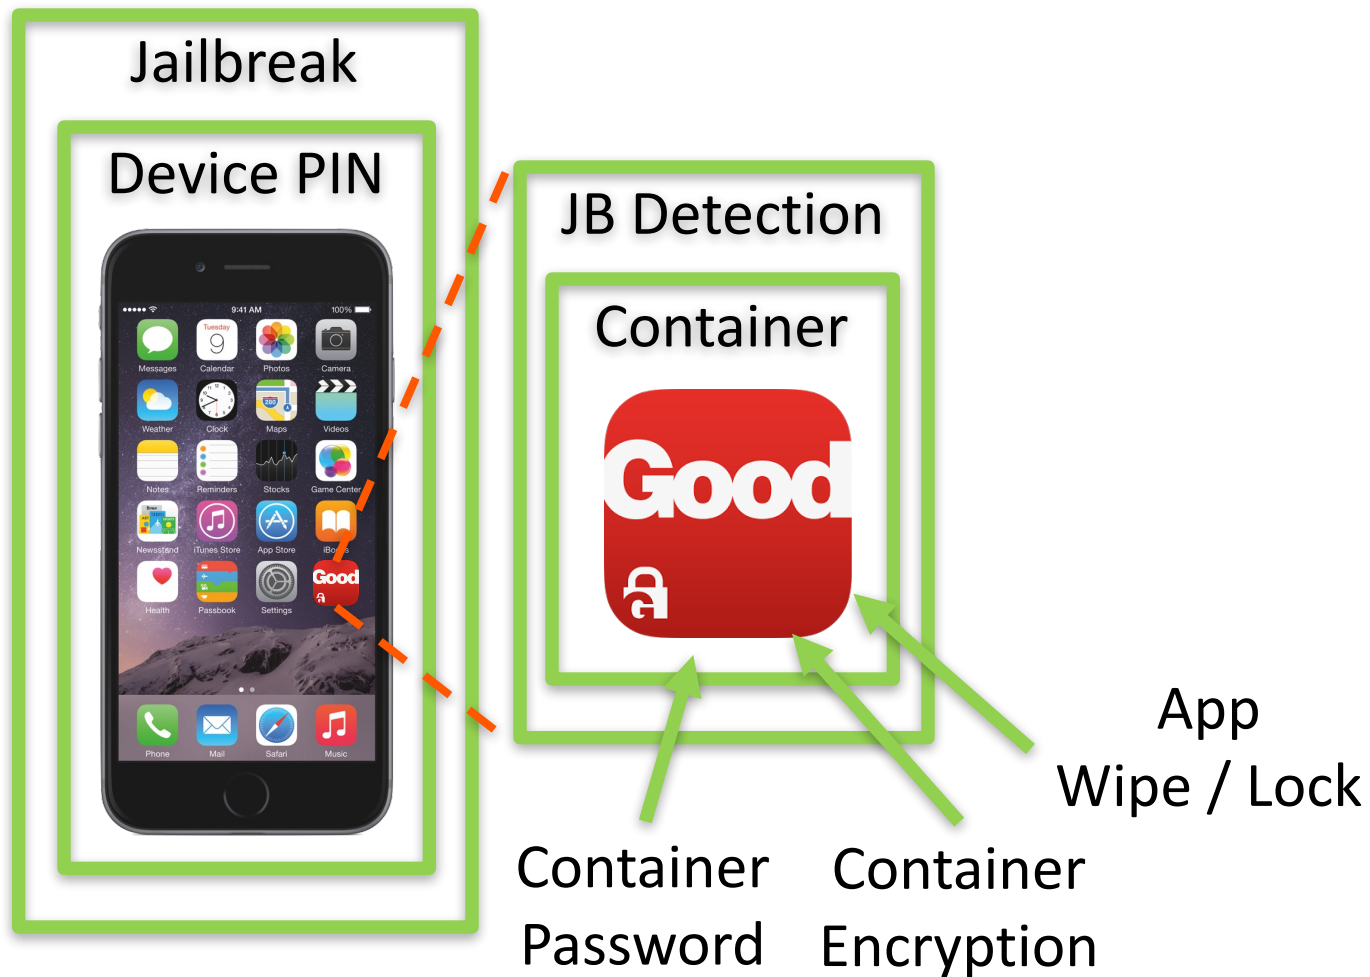 Jailbreak
Device PIN
9:41 AM
100%
Messages
Tuesday
9
Calendar
Photos
Camera
Weather
Clock
280
Maps
Videos
Notes
Reminders
Stocks
Game Center
Newsstand
iTunes Store
App Store
iBooks
Health
Passbook
Settings
Good
Phone
Mail
Safari
Music
JB Detection
Container
Good
App
Wipe / Lock
Container
Password
Container
Encryption